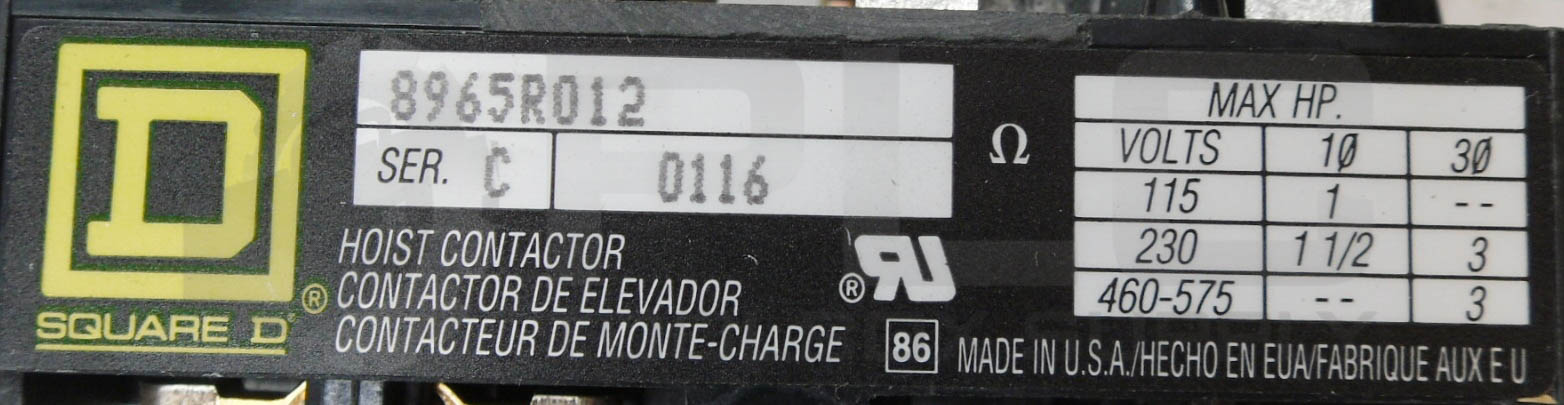 D
SQUARE D®
8965R012
SER. C 0116
HOIST CONTACTOR
CONTACTOR DE ELEVADOR
CONTACTEUR DE MONTE-CHARGE
Ω
® UR
86 MADE IN U.S.A./HECHO EN EUA/FABRIQUE AUX E U
MAX HP.
VOLTS 1Ø 3Ø
115 1 --
230 1 1/2 3
460-575 -- 3